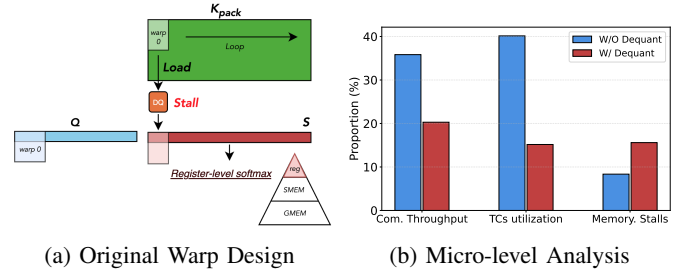 K_pack
warp
0
Loop
Load
DQ
Stall
Q
S
warp 0
Register-level softmax
reg
SMEM
GMEM
(a) Original Warp Design
W/O Dequant
W/ Dequant
Proportion (%)
40
30
20
10
0
Com. Throughput
TCs utilization
Memory. Stalls
(b) Micro-level Analysis